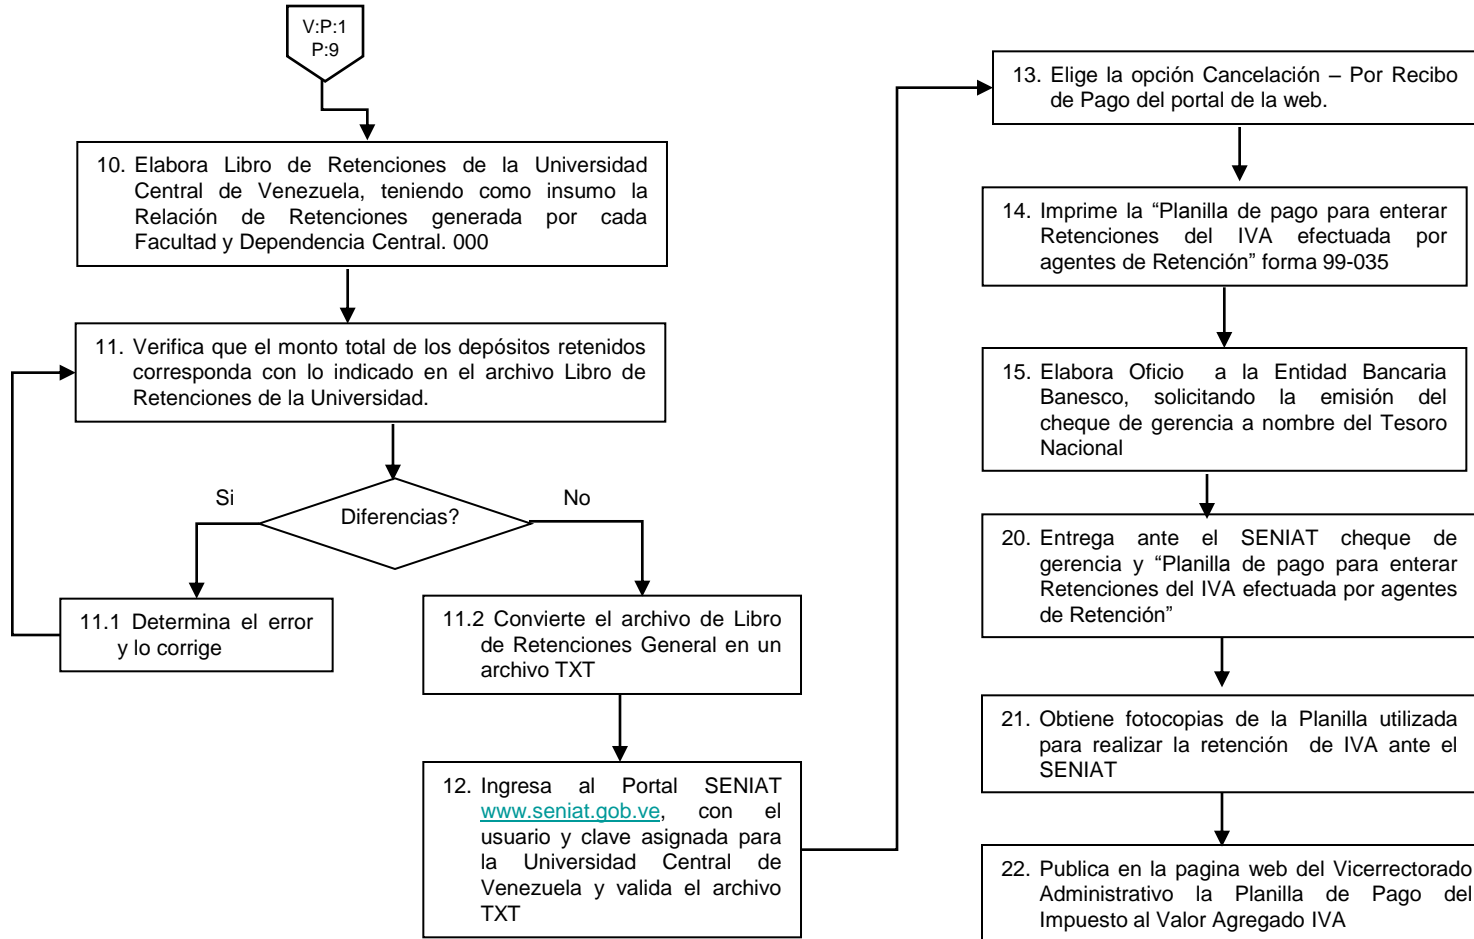 V:P:1
P:9
10. Elabora Libro de Retenciones de la Universidad
Central de Venezuela, teniendo como insumo la
Relación de Retenciones generada por cada
Facultad y Dependencia Central. 000
11. Verifica que el monto total de los depósitos retenidos
corresponda con lo indicado en el archivo Libro de
Retenciones de la Universidad.
Diferencias?
Si
No
11.1 Determina el error
y lo corrige
11.2 Convierte el archivo de Libro
de Retenciones General en un
archivo TXT
12. Ingresa al Portal SENIAT
www.seniat.gob.ve, con el
usuario y clave asignada para
la Universidad Central de
Venezuela y valida el archivo
TXT
13. Elige la opción Cancelación – Por Recibo
de Pago del portal de la web.
14. Imprime la “Planilla de pago para enterar
Retenciones del IVA efectuada por
agentes de Retención” forma 99-035
15. Elabora Oficio a la Entidad Bancaria
Banesco, solicitando la emisión del
cheque de gerencia a nombre del Tesoro
Nacional
20. Entrega ante el SENIAT cheque de
gerencia y “Planilla de pago para enterar
Retenciones del IVA efectuada por agentes
de Retención”
21. Obtiene fotocopias de la Planilla utilizada
para realizar la retención de IVA ante el
SENIAT
22. Publica en la pagina web del Vicerrectorado
Administrativo la Planilla de Pago del
Impuesto al Valor Agregado IVA